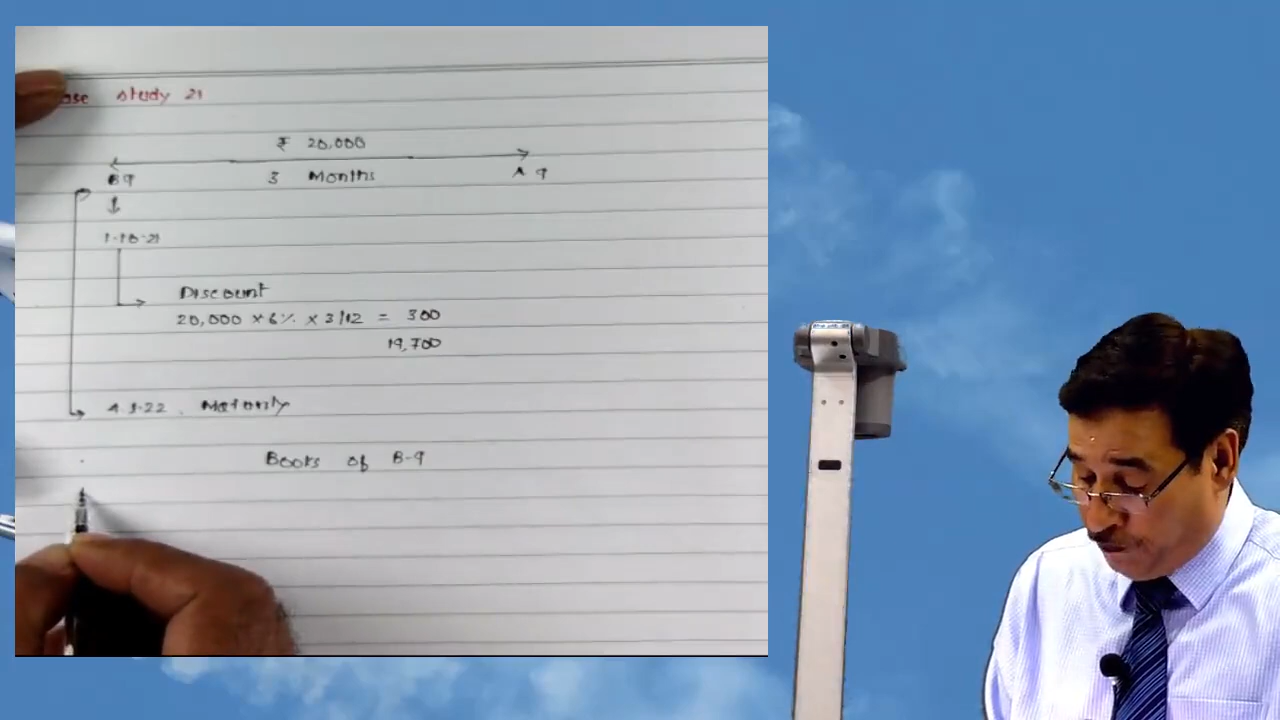 ase study 21
₹ 20,000
B9 3 Months A 9
1-10-21
Discount
20,000 × 6% × 3/12 = 300
19,700
4.1.22. Maturity
Books of B-9